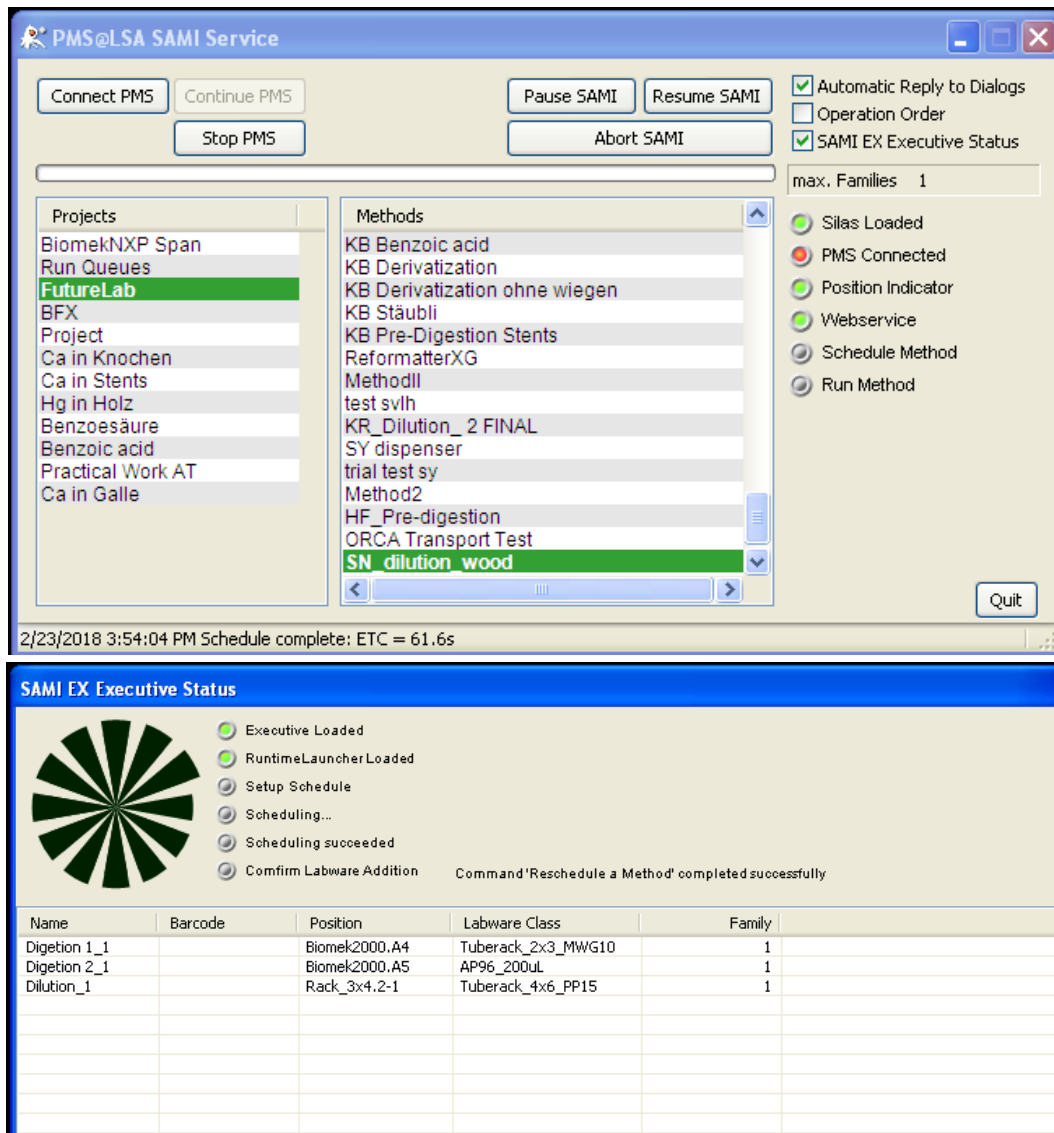 PMS@LSA SAMI Service
Connect PMS Continue PMS Pause SAMI Resume SAMI
Stop PMS Abort SAMI
Automatic Reply to Dialogs
Operation Order
SAMI EX Executive Status
max. Families 1
Projects
BiomekNXP Span
Run Queues
FutureLab
BFX
Project
Ca in Knochen
Ca in Stents
Hg in Holz
Benzoesäure
Benzoic acid
Practical Work AT
Ca in Galle
Methods
KB Benzoic acid
KB Derivatization
KB Derivatization ohne wiegen
KB Stäubli
KB Pre-Digestion Stents
ReformatterXG
MethodII
test svlh
KR_Dilution_ 2 FINAL
SY dispenser
trial test sy
Method2
HF_Pre-digestion
ORCA Transport Test
SN_dilution_wood
Silas Loaded
PMS Connected
Position Indicator
Webservice
Schedule Method
Run Method
Quit
2/23/2018 3:54:04 PM Schedule complete: ETC = 61.6s
SAMI EX Executive Status
Executive Loaded
RuntimeLauncherLoaded
Setup Schedule
Scheduling...
Scheduling succeeded
Comfirm Labware Addition Command 'Reschedule a Method' completed successfully
Name Barcode Position Labware Class Family
Digetion 1_1 Biomek2000.A4 Tuberack_2x3_MWG10 1
Digetion 2_1 Biomek2000.A5 AP96_200uL 1
Dilution_1 Rack_3x4.2-1 Tuberack_4x6_PP15 1